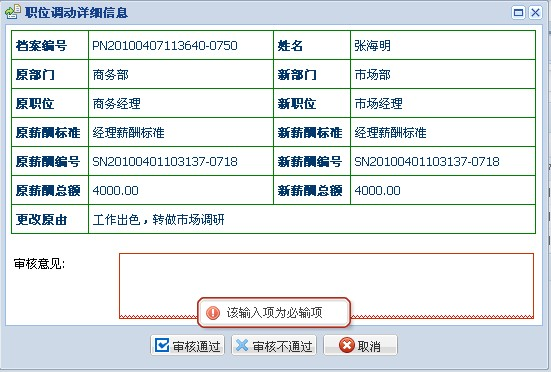 职位调动详细信息
档案编号 PN20100407113640-0750 姓名 张海明
原部门 商务部 新部门 市场部
原职位 商务经理 新职位 市场经理
原薪酬标准 经理薪酬标准 新薪酬标准 经理薪酬标准
原薪酬编号 SN20100401103137-0718 新薪酬编号 SN20100401103137-0718
原薪酬总额 4000.00 新薪酬总额 4000.00
更改原由 工作出色，转做市场调研
审核意见:
该输入项为必输项
审核通过 审核不通过 取消